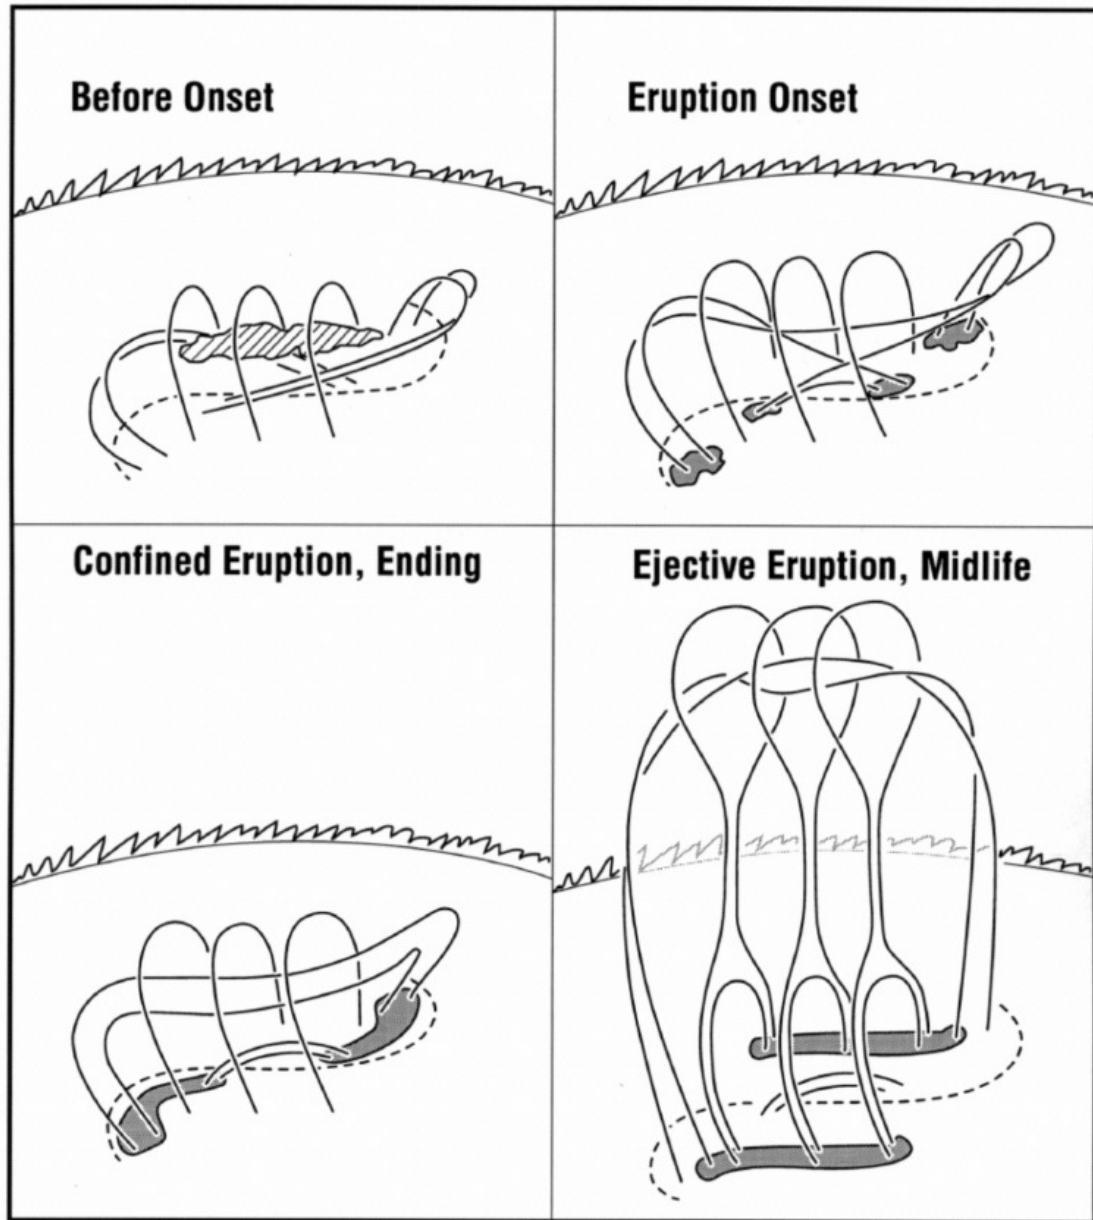 Before Onset
Eruption Onset
Confined Eruption, Ending
Ejective Eruption, Midlife